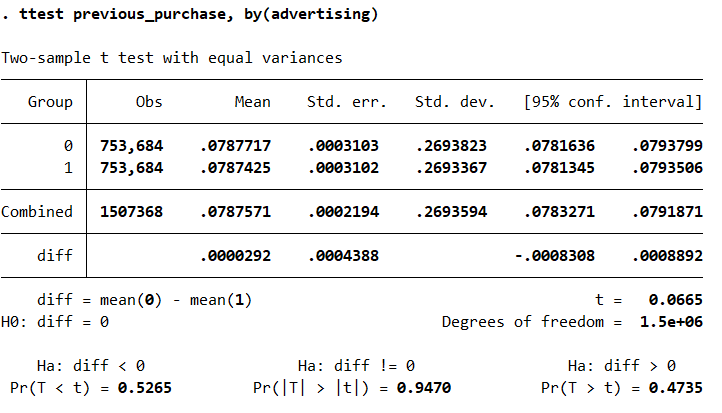 . ttest previous_purchase, by(advertising)
Two-sample t test with equal variances
Group Obs Mean Std. err. Std. dev. [95% conf. interval]
0 753,684 .0787717 .0003103 .2693823 .0781636 .0793799
1 753,684 .0787425 .0003102 .2693367 .0781345 .0793506
Combined 1507368 .0787571 .0002194 .2693594 .0783271 .0791871
diff .0000292 .0004388 -.0008308 .0008892
diff = mean(0) - mean(1) t = 0.0665
H0: diff = 0 Degrees of freedom = 1.5e+06
Ha: diff < 0 Ha: diff != 0 Ha: diff > 0
Pr(T < t) = 0.5265 Pr(|T| > |t|) = 0.9470 Pr(T > t) = 0.4735